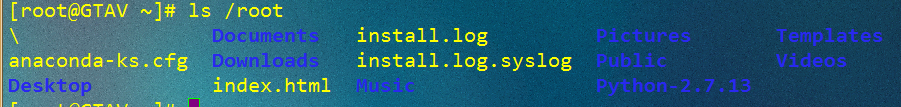 [root@GTAV ~]# ls /root
\ Documents install.log Pictures Templates
anaconda-ks.cfg Downloads install.log.syslog Public Videos
Desktop index.html Music Python-2.7.13
[root@GTAV ~]#